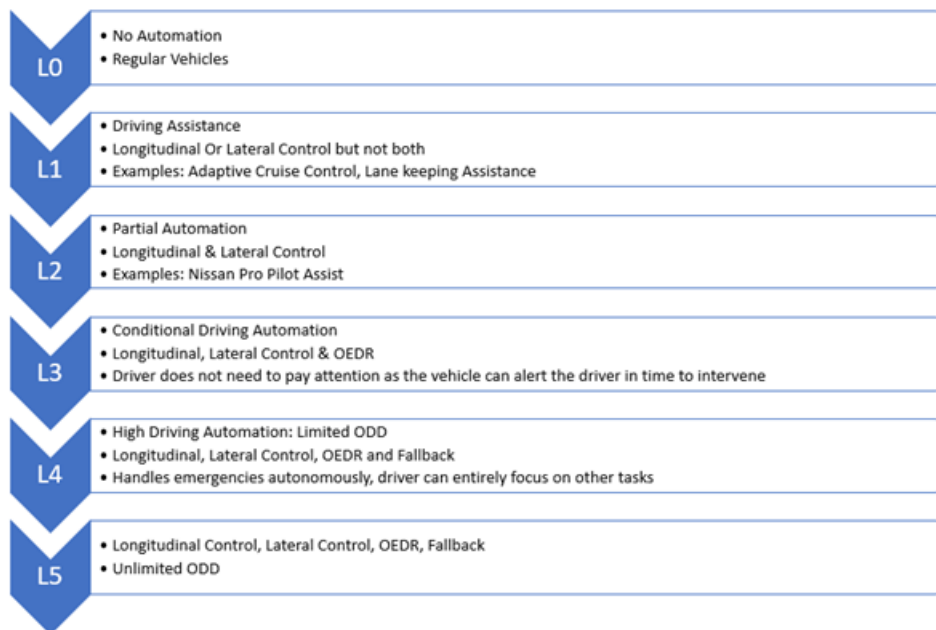 L0
• No Automation
• Regular Vehicles
L1
• Driving Assistance
• Longitudinal Or Lateral Control but not both
• Examples: Adaptive Cruise Control, Lane keeping Assistance
L2
• Partial Automation
• Longitudinal & Lateral Control
• Examples: Nissan Pro Pilot Assist
L3
• Conditional Driving Automation
• Longitudinal, Lateral Control & OEDR
• Driver does not need to pay attention as the vehicle can alert the driver in time to intervene
L4
• High Driving Automation: Limited ODD
• Longitudinal, Lateral Control, OEDR and Fallback
• Handles emergencies autonomously, driver can entirely focus on other tasks
L5
• Longitudinal Control, Lateral Control, OEDR, Fallback
• Unlimited ODD